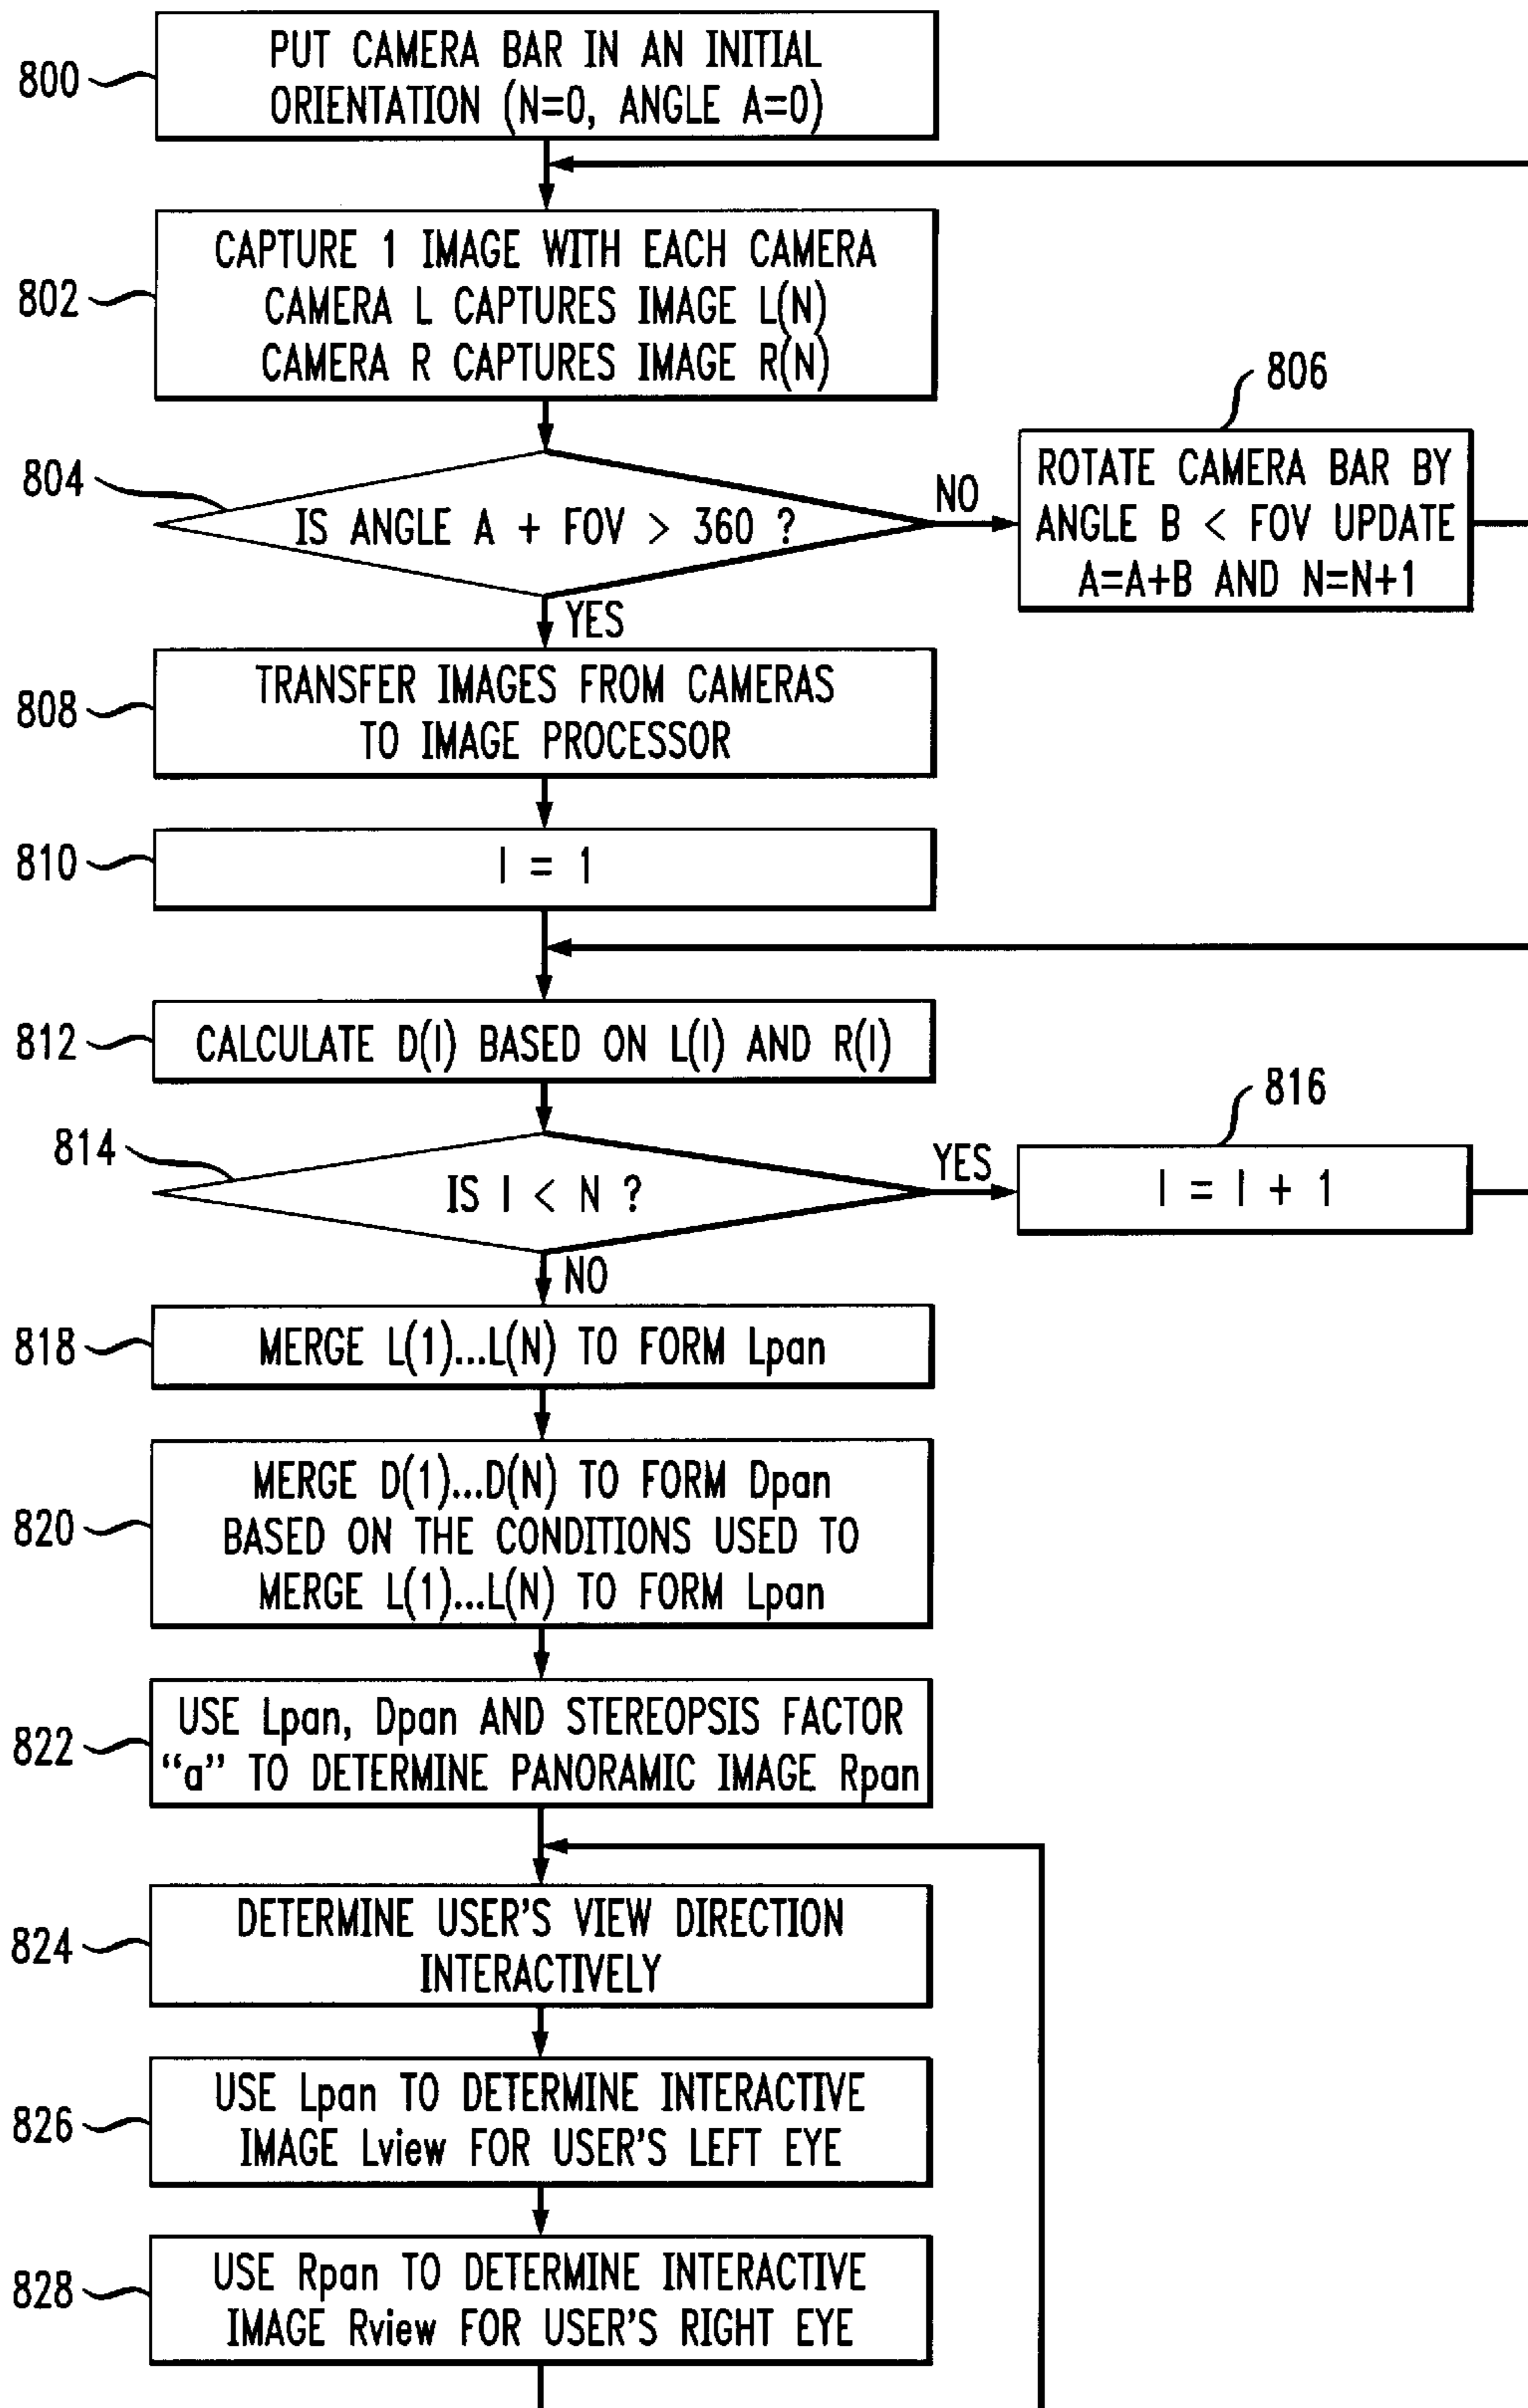 800
PUT CAMERA BAR IN AN INITIAL
ORIENTATION (N=0, ANGLE A=0)
802
CAPTURE 1 IMAGE WITH EACH CAMERA
CAMERA L CAPTURES IMAGE L(N)
CAMERA R CAPTURES IMAGE R(N)
804
IS ANGLE A + FOV > 360 ?
NO
YES
806
ROTATE CAMERA BAR BY
ANGLE B < FOV UPDATE
A=A+B AND N=N+1
808
TRANSFER IMAGES FROM CAMERAS
TO IMAGE PROCESSOR
810
I = 1
812
CALCULATE D(I) BASED ON L(I) AND R(I)
814
IS I < N ?
YES
NO
816
I = I + 1
818
MERGE L(1)...L(N) TO FORM Lpan
820
MERGE D(1)...D(N) TO FORM Dpan
BASED ON THE CONDITIONS USED TO
MERGE L(1)...L(N) TO FORM Lpan
822
USE Lpan, Dpan AND STEREOPSIS FACTOR
“a” TO DETERMINE PANORAMIC IMAGE Rpan
824
DETERMINE USER'S VIEW DIRECTION
INTERACTIVELY
826
USE Lpan TO DETERMINE INTERACTIVE
IMAGE Lview FOR USER'S LEFT EYE
828
USE Rpan TO DETERMINE INTERACTIVE
IMAGE Rview FOR USER'S RIGHT EYE